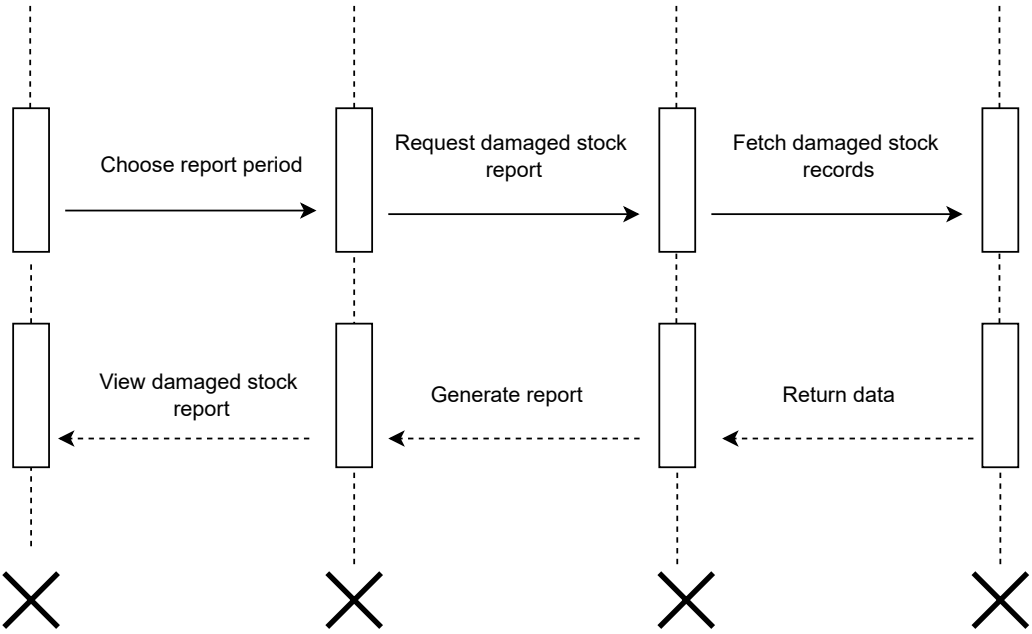 Choose report period
Request damaged stock
report
Fetch damaged stock
records
View damaged stock
report
Generate report
Return data